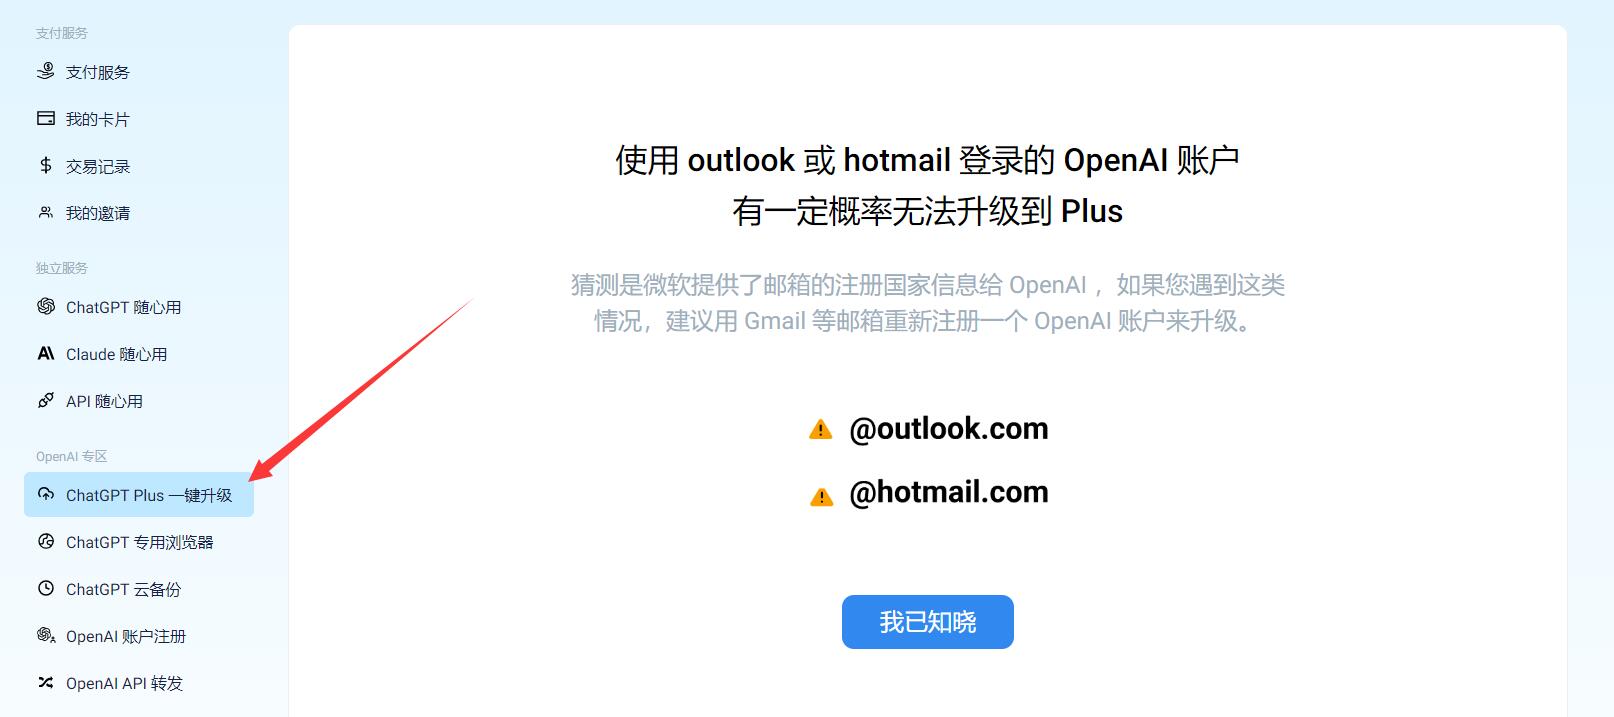 支付服务
支付服务
我的卡片
交易记录
我的邀请
独立服务
ChatGPT 随心用
Claude 随心用
API 随心用
OpenAI 专区
ChatGPT Plus 一键升级
ChatGPT 专用浏览器
ChatGPT 云备份
OpenAI 账户注册
OpenAI API 转发
使用 outlook 或 hotmail 登录的 OpenAI 账户
有一定概率无法升级到 Plus
猜测是微软提供了邮箱的注册国家信息给 OpenAI ，如果您遇到这类
情况，建议用 Gmail 等邮箱重新注册一个 OpenAI 账户来升级。
@outlook.com
@hotmail.com
我已知晓